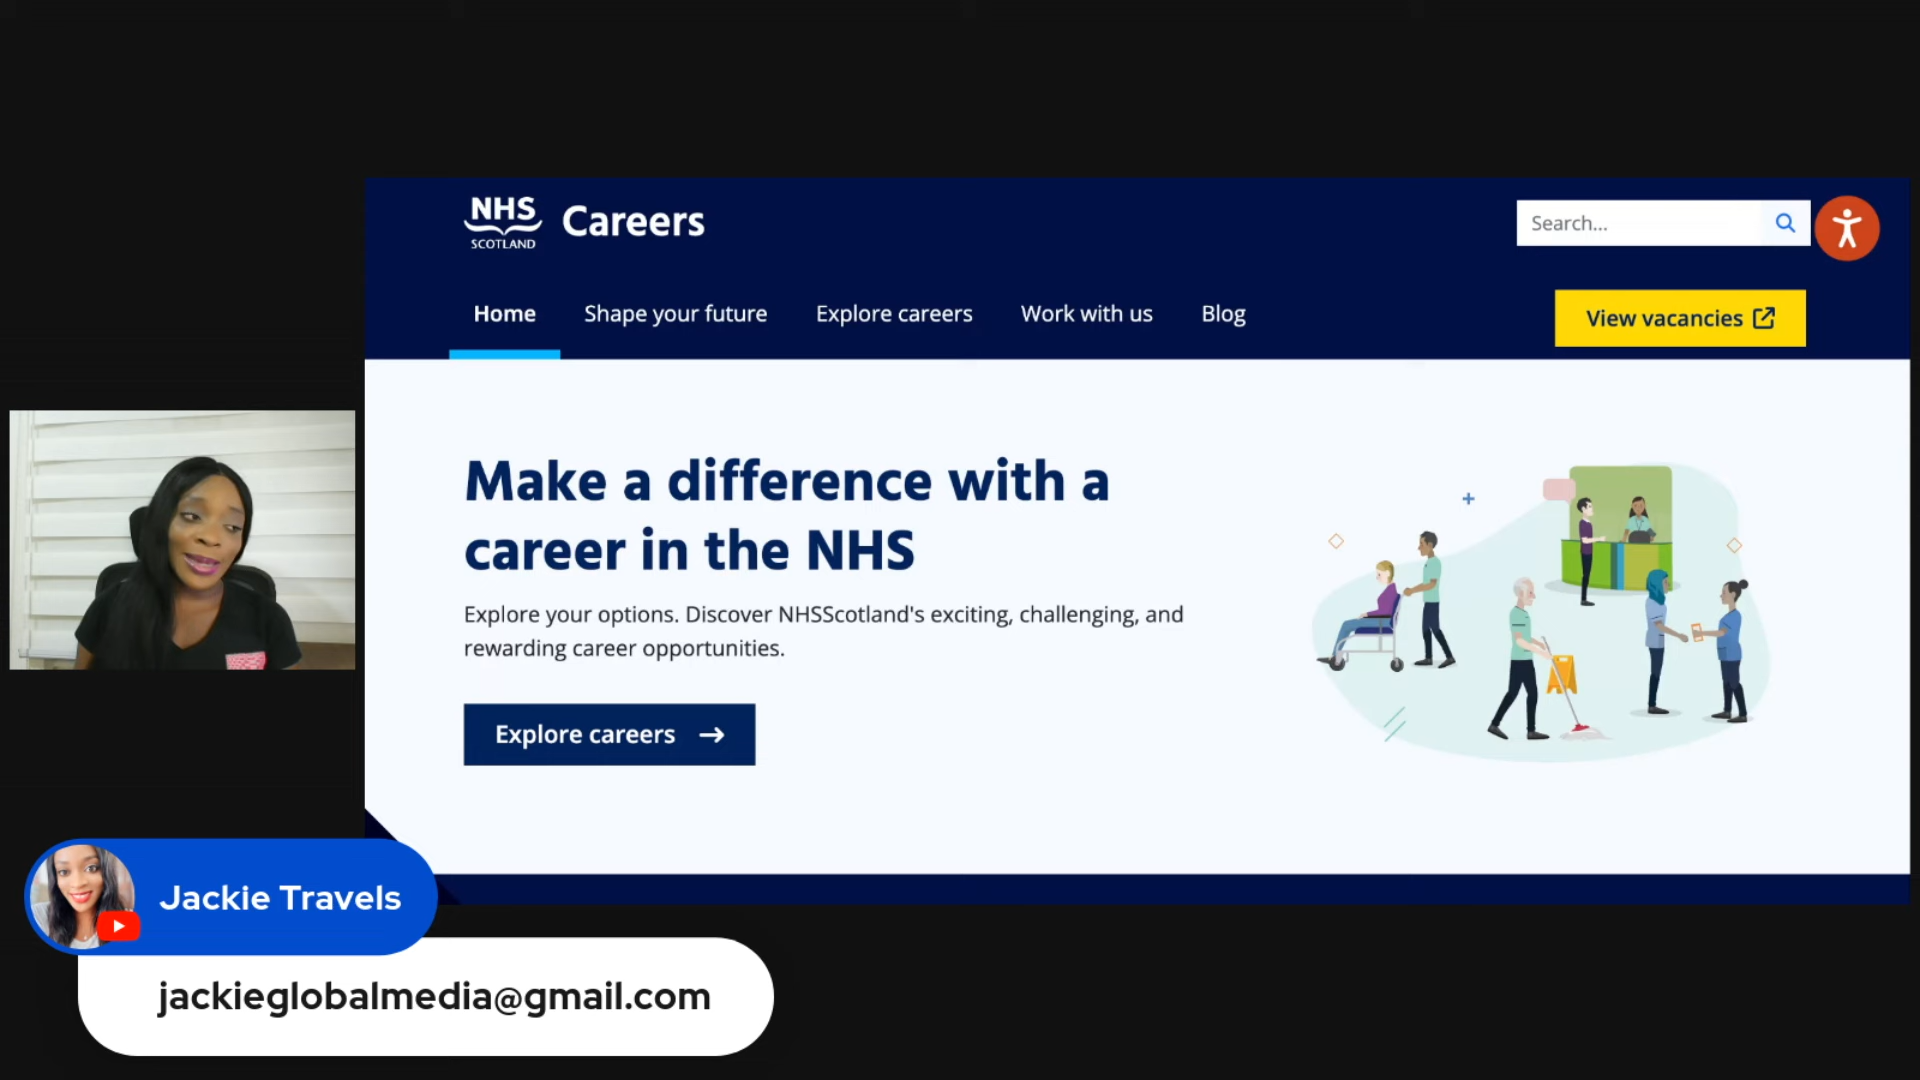 NHS
SCOTLAND
Careers
Search...
Home
Shape your future
Explore careers
Work with us
Blog
View vacancies
Make a difference with a
career in the NHS
Explore your options. Discover NHSScotland's exciting, challenging, and
rewarding career opportunities.
Explore careers
Jackie Travels
jackieglobalmedia@gmail.com